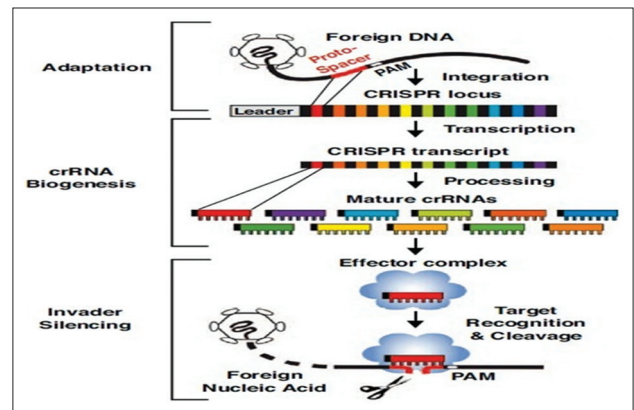 Foreign DNA
Proto-
Spacer
PAM
Adaptation
Integration
CRISPR locus
Leader
Transcription
CRISPR transcript
crRNA
Biogenesis
Processing
Mature crRNAs
Effector complex
Invader
Silencing
Target
Recognition
& Cleavage
Foreign
Nucleic Acid
PAM